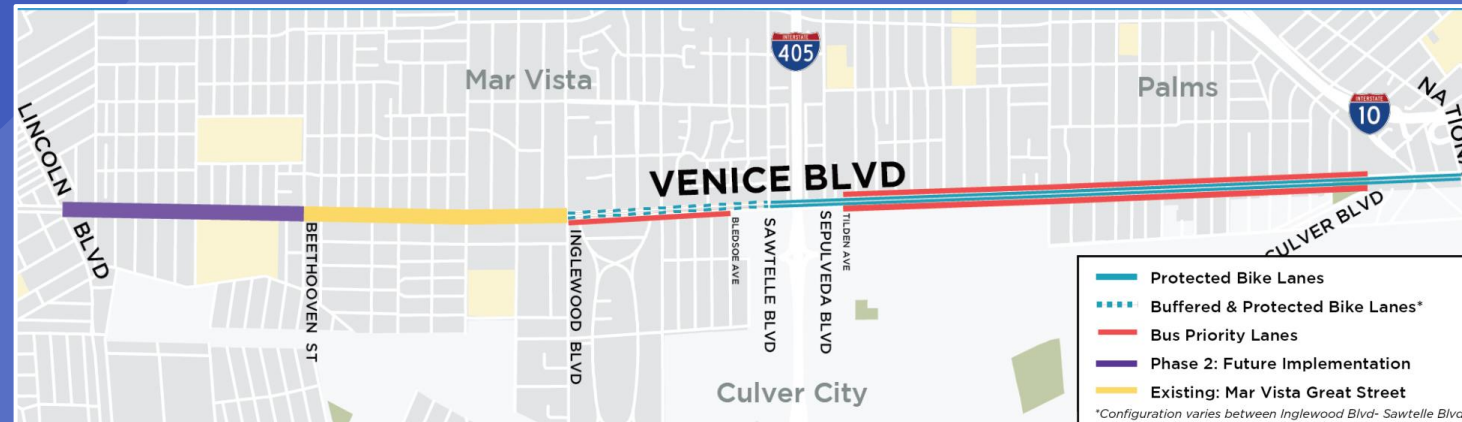 INTERSTATE
405
Mar Vista
Palms
INTERSTATE
10
NATIONA
LINCOLN BLVD
VENICE BLVD
BEETHOOVEN ST
INGLEWOOD BLVD
BLEDSOE AVE
SAWTELLE BLVD
SEPULVEDA BLVD
TILDEN AVE
CULVER BLVD
Culver City
Protected Bike Lanes
Buffered & Protected Bike Lanes*
Bus Priority Lanes
Phase 2: Future Implementation
Existing: Mar Vista Great Street
*Configuration varies between Inglewood Blvd- Sawtelle Blvd